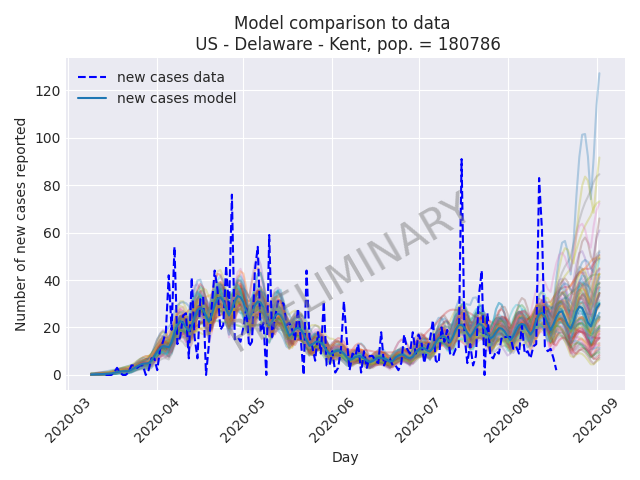 Model comparison to data
US - Delaware - Kent, pop. = 180786
new cases data
new cases model
Number of new cases reported
120
100
80
60
40
20
0
PRELIMINARY
2020-03
2020-04
2020-05
2020-06
2020-07
2020-08
2020-09
Day